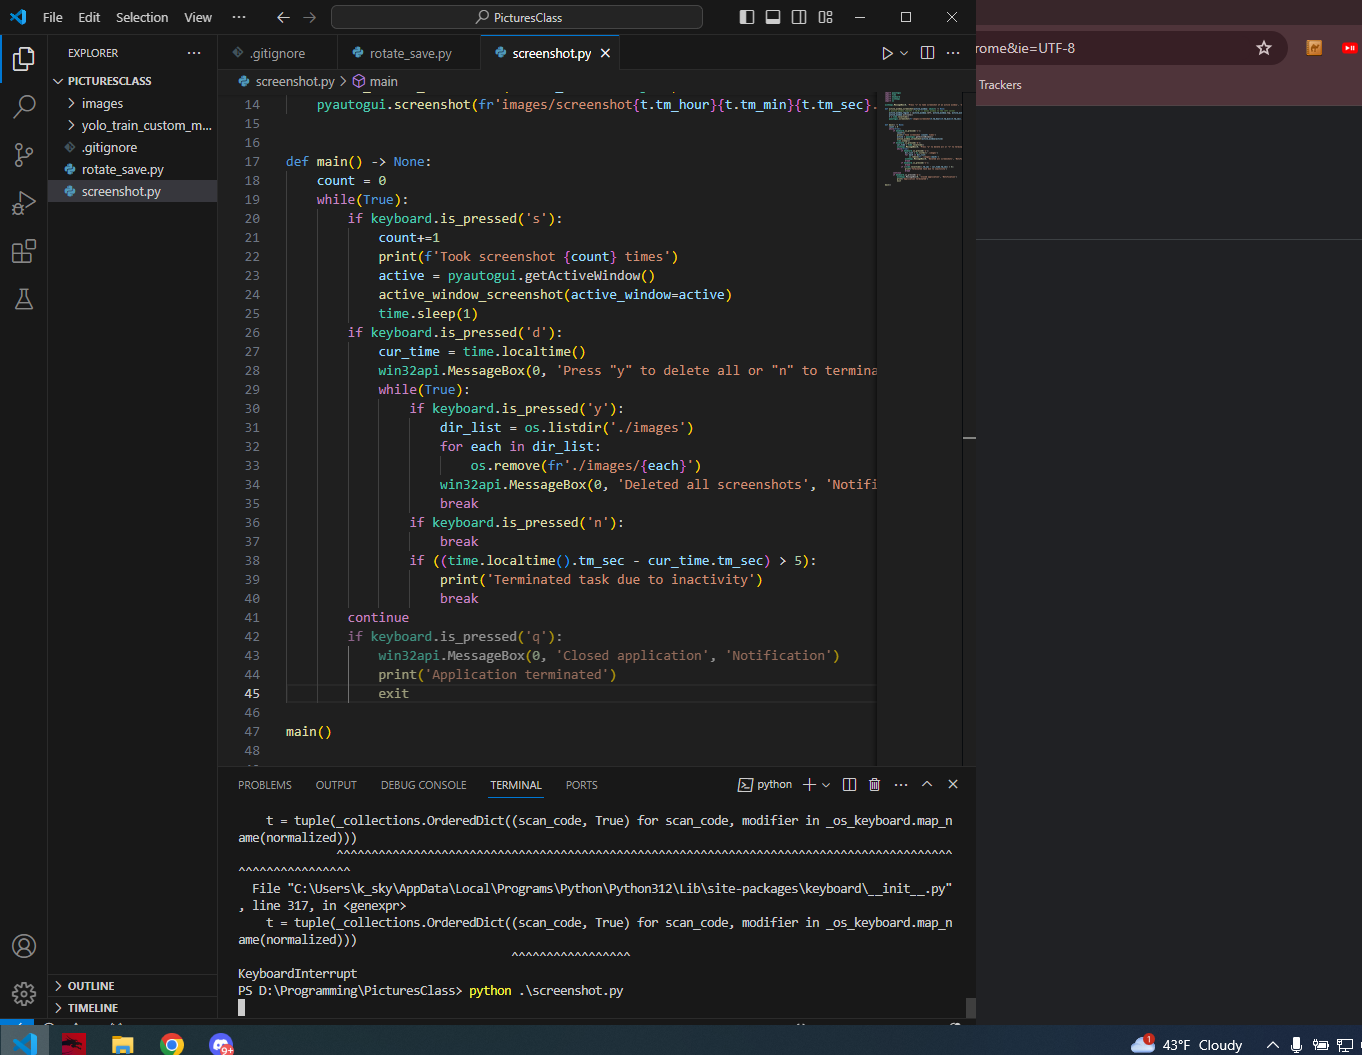 File Edit Selection View ··· PicturesClass
rome&ie=UTF-8
Trackers
EXPLORER ···
PICTURESCLASS
images
yolo_train_custom_m...
.gitignore
rotate_save.py
screenshot.py
OUTLINE
TIMELINE
.gitignore rotate_save.py screenshot.py
screenshot.py > main
14 pyautogui.screenshot(fr'images/screenshot{t.tm_hour}{t.tm_min}{t.tm_sec}.
15
16
17 def main() -> None:
18 count = 0
19 while(True):
20 if keyboard.is_pressed('s'):
21 count+=1
22 print(f'Took screenshot {count} times')
23 active = pyautogui.getActiveWindow()
24 active_window_screenshot(active_window=active)
25 time.sleep(1)
26 if keyboard.is_pressed('d'):
27 cur_time = time.localtime()
28 win32api.MessageBox(0, 'Press "y" to delete all or "n" to termina
29 while(True):
30 if keyboard.is_pressed('y'):
31 dir_list = os.listdir('./images')
32 for each in dir_list:
33 os.remove(fr'./images/{each}')
34 win32api.MessageBox(0, 'Deleted all screenshots', 'Notifi
35 break
36 if keyboard.is_pressed('n'):
37 break
38 if ((time.localtime().tm_sec - cur_time.tm_sec) > 5):
39 print('Terminated task due to inactivity')
40 break
41 continue
42 if keyboard.is_pressed('q'):
43 win32api.MessageBox(0, 'Closed application', 'Notification')
44 print('Application terminated')
45 exit
46
47 main()
48
PROBLEMS OUTPUT DEBUG CONSOLE TERMINAL PORTS python
t = tuple(_collections.OrderedDict((scan_code, True) for scan_code, modifier in _os_keyboard.map_n
ame(normalized)))
^^^^^^^^^^^^^^^^^^^^^^^^^^^^^^^^^^^^^^^^^^^^^^^^^^^^^^^^^^^^^^^^^^^^^^^^^^^^^^^^^^^^^^^^
^^^^^^^^^^^^^^^^
File "C:\Users\k_sky\AppData\Local\Programs\Python\Python312\Lib\site-packages\keyboard\__init__.py"
, line 317, in <genexpr>
t = tuple(_collections.OrderedDict((scan_code, True) for scan_code, modifier in _os_keyboard.map_n
ame(normalized)))
^^^^^^^^^^^^^^^^^
KeyboardInterrupt
PS D:\Programming\PicturesClass> python .\screenshot.py
9+
1
43°F Cloudy